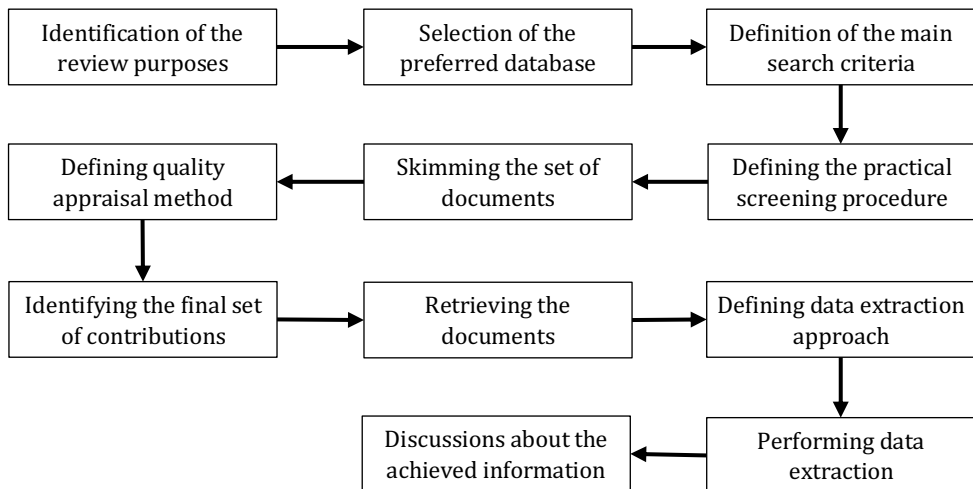 Identification of the
review purposes
Selection of the
preferred database
Definition of the main
search criteria
Defining the practical
screening procedure
Skimming the set of
documents
Defining quality
appraisal method
Identifying the final set
of contributions
Retrieving the
documents
Defining data extraction
approach
Performing data
extraction
Discussions about the
achieved information